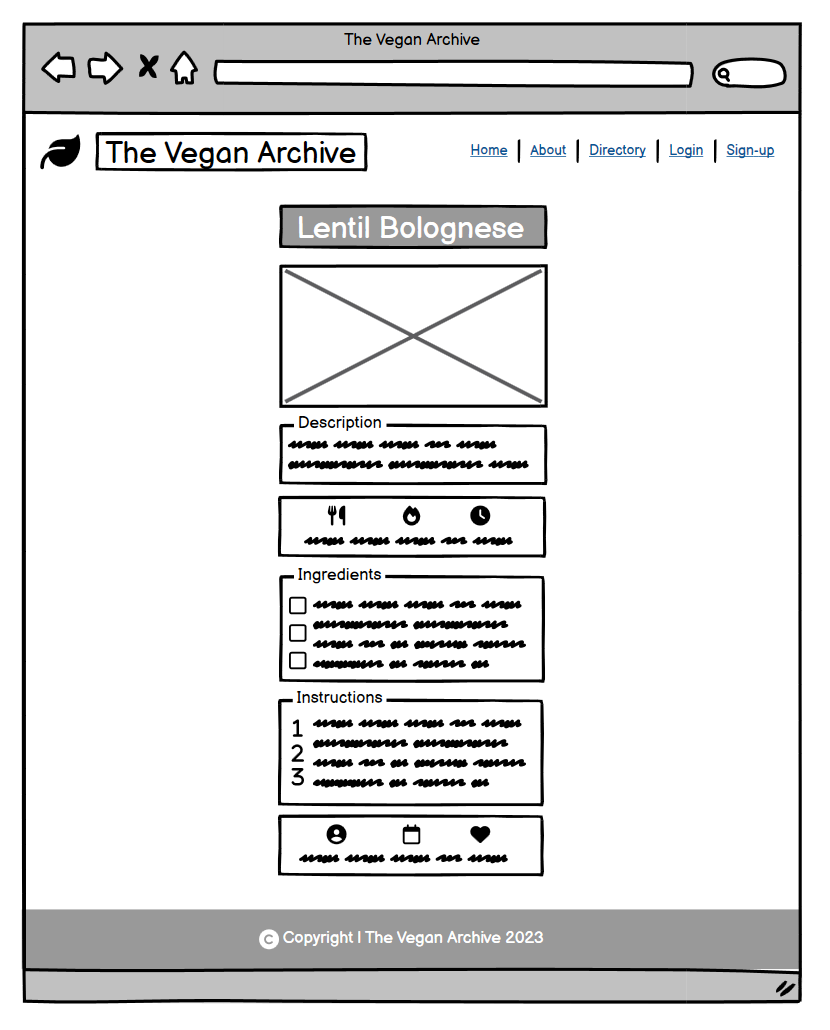 The Vegan Archive
The Vegan Archive
Home | About | Directory | Login | Sign-up
Lentil Bolognese
Description
Ingredients
Instructions
1
2
3
© Copyright | The Vegan Archive 2023